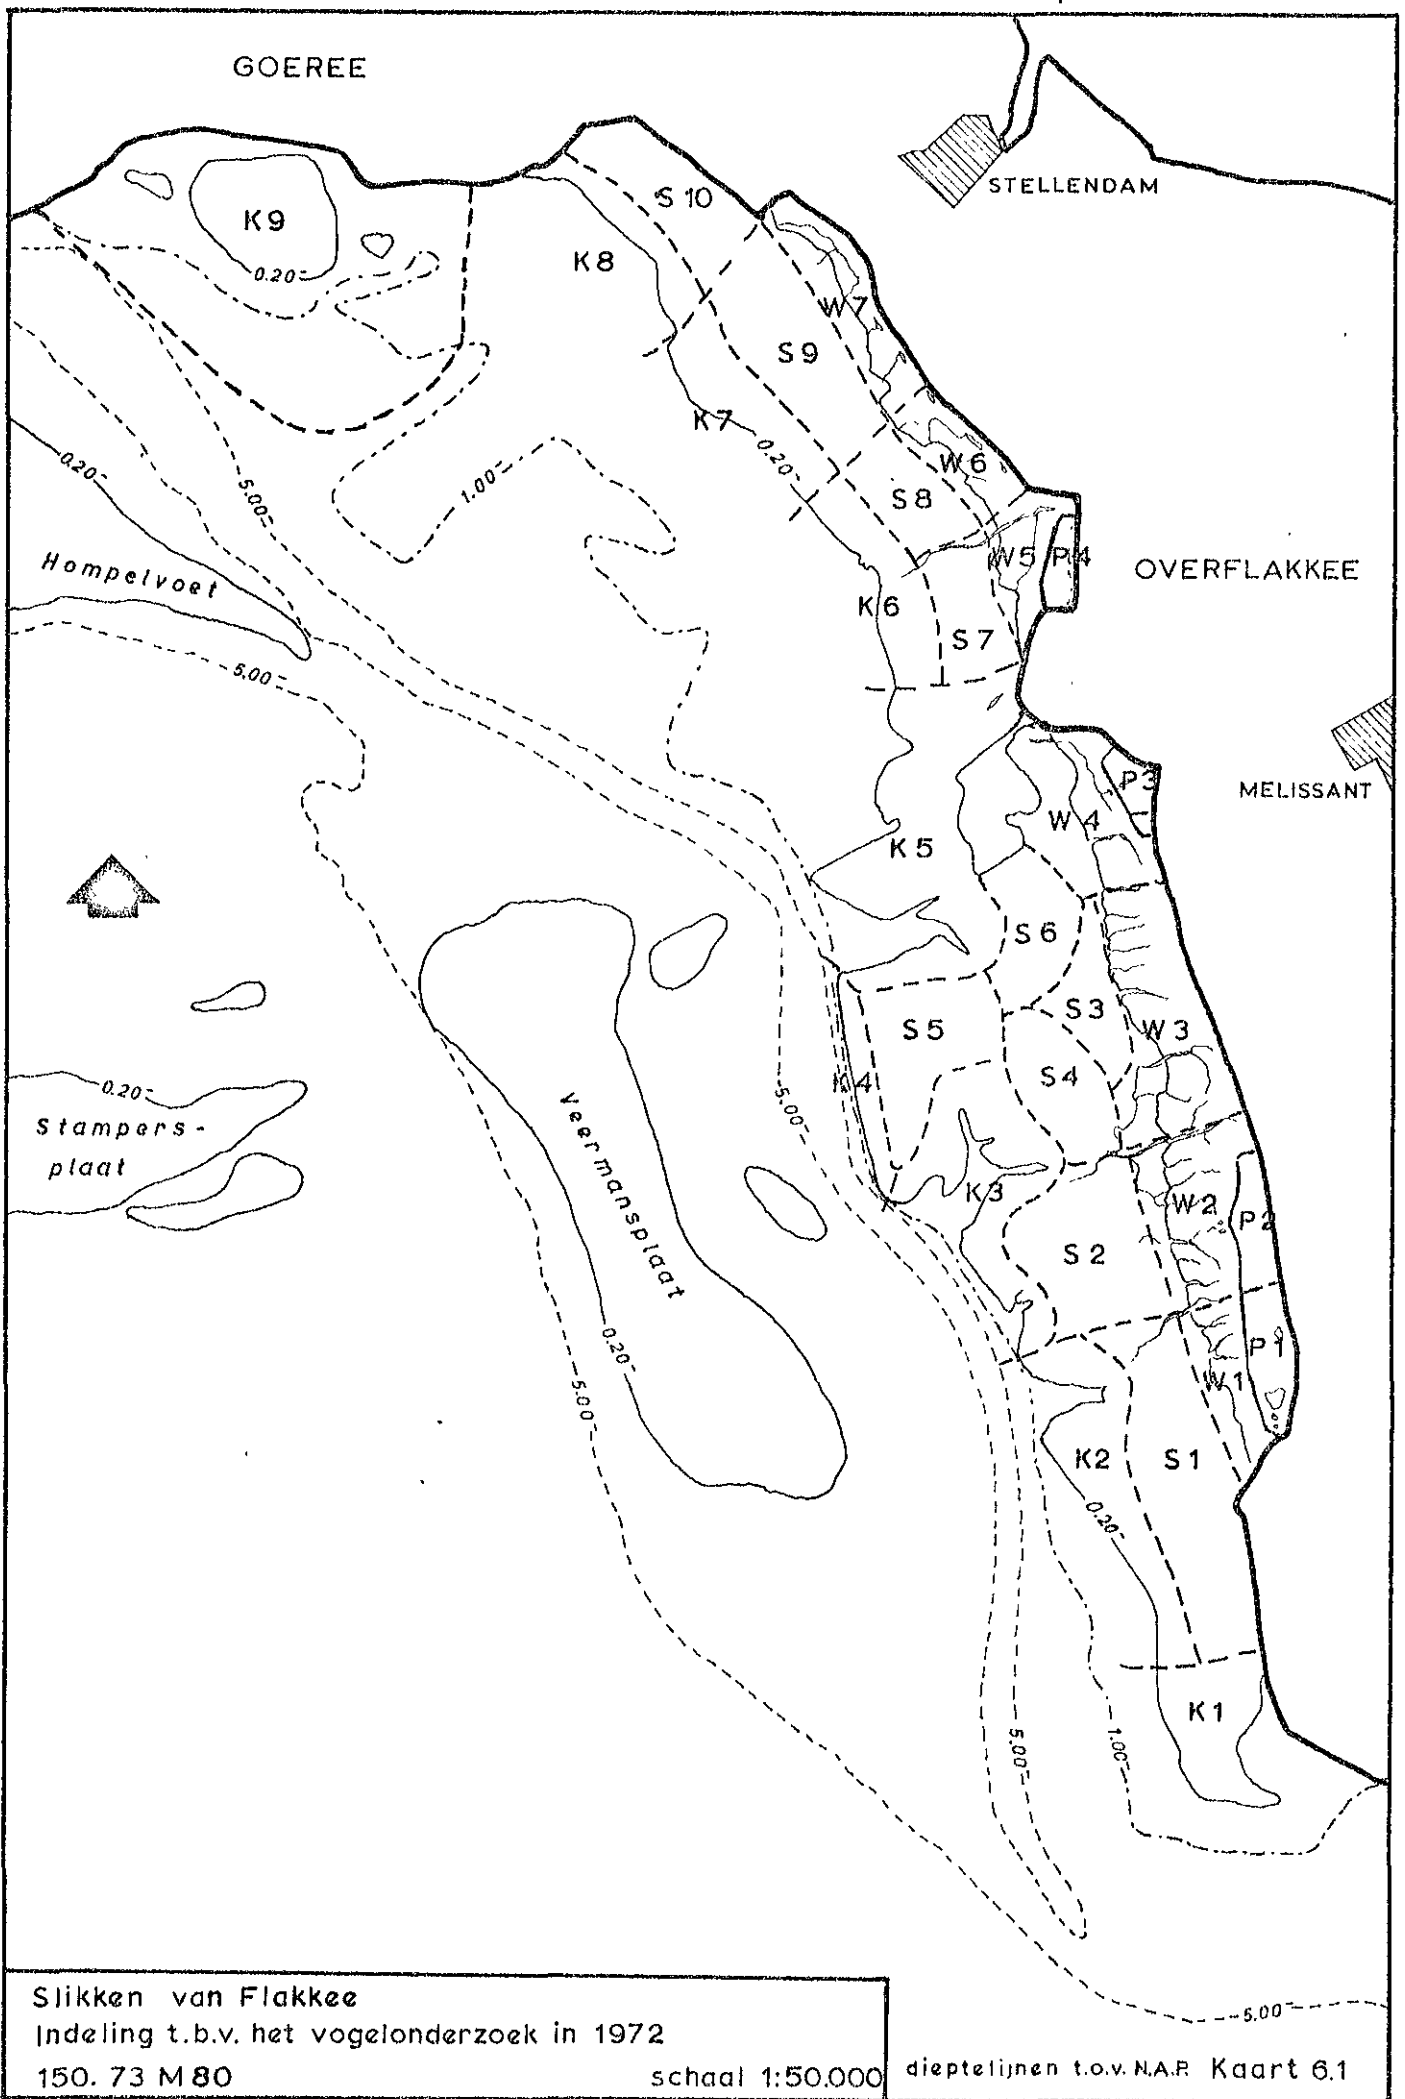 GOEREE
STELLENDAM
S 10
K9
K8
0.20-
W7
S9
K7
0.20-
0.20-
5.00-
1.00-
W6
S8
W5 P4
OVERFLAKKEE
Hompelvoet
K6
S7
5.00-
P3
MELISSANT
W4
K5
S6
S3
S5
W3
K4
S4
0.20-
5.00-
Stampers-
plaat
Veermansplaat
K3
W2
P2
S2
0.20-
P1
5.00-
W1
K2
S1
0.20-
K1
5.00-
1.00-
5.00-
Slikken van Flakkee
Indeling t.b.v. het vogelonderzoek in 1972
150. 73 M 80
schaal 1:50.000
dieptelijnen t.o.v. N.A.P. Kaart 6.1